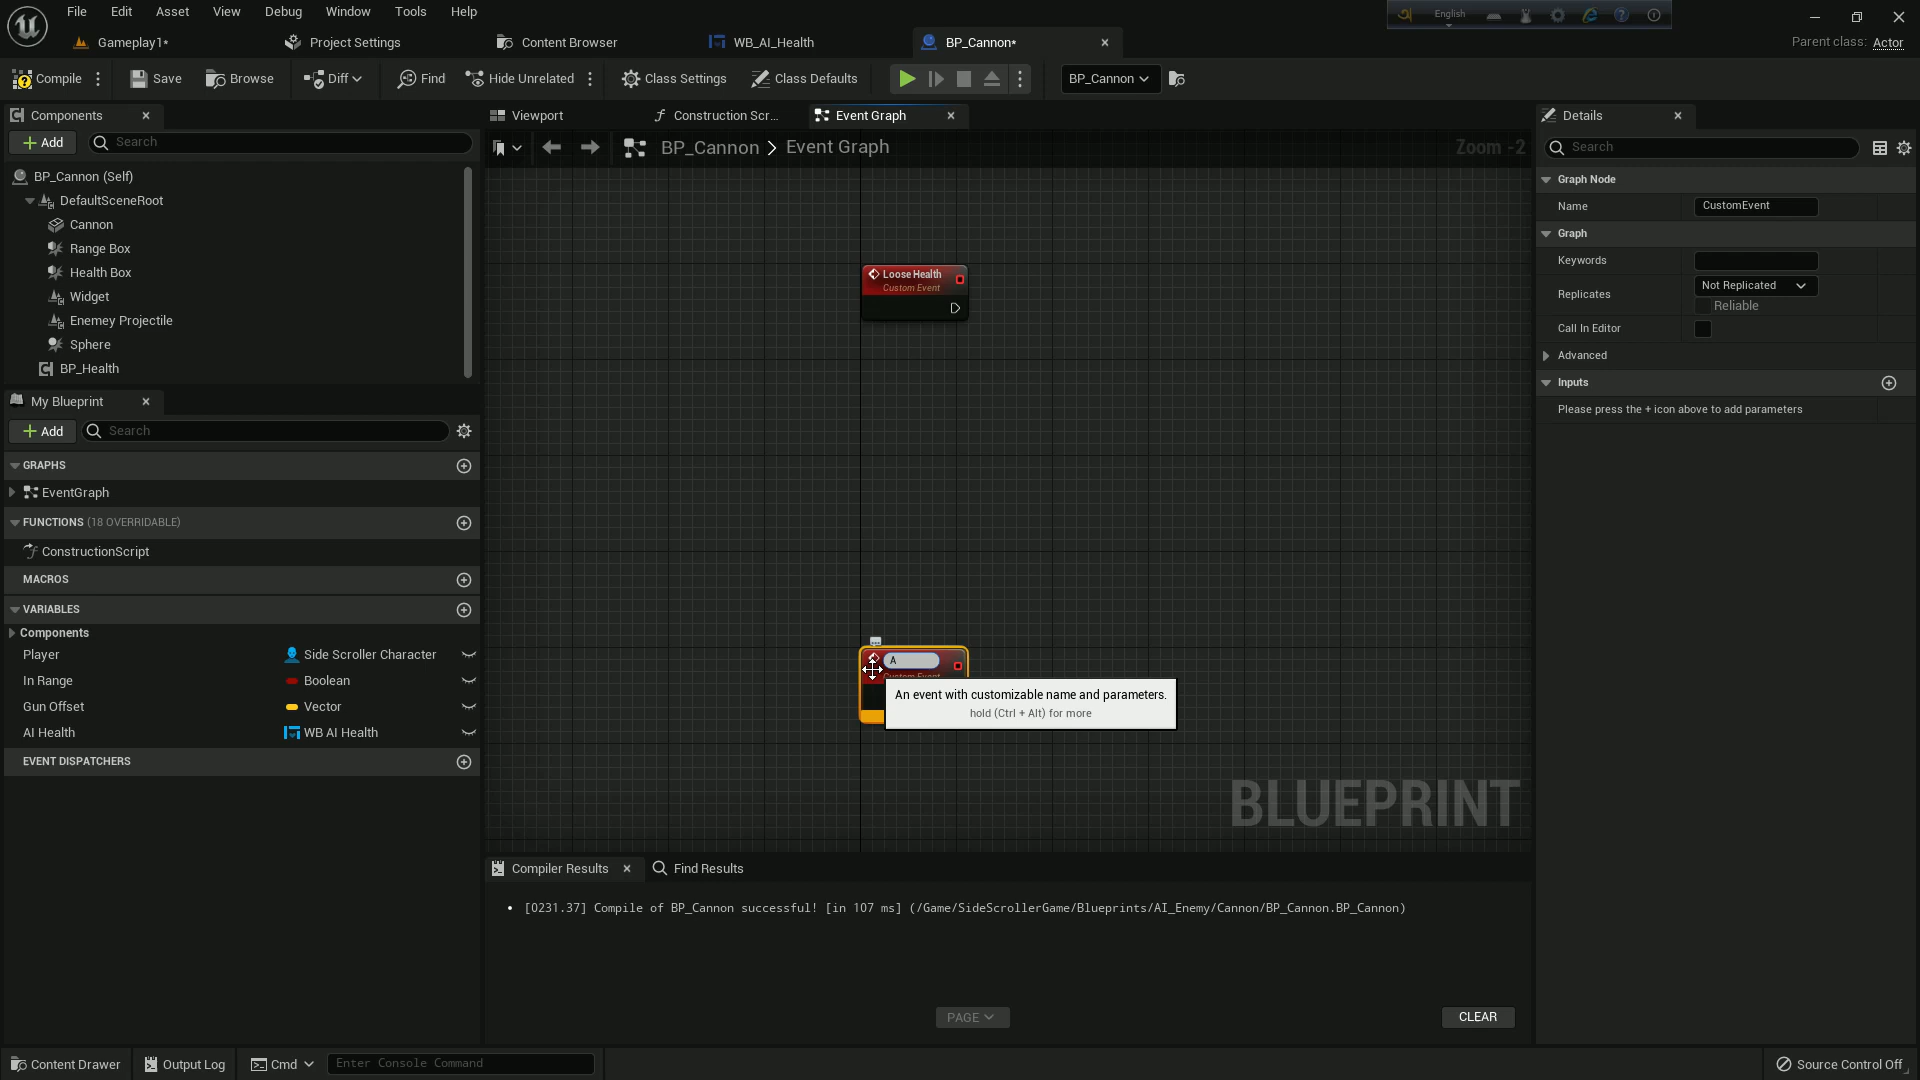 File Edit Asset View Debug Window Tools Help
English
Gameplay1* Project Settings Content Browser WB_AI_Health BP_Cannon*
Parent class: Actor
Compile Save Browse Diff Find Hide Unrelated Class Settings Class Defaults BP_Cannon
Components
Add Search
BP_Cannon (Self)
DefaultSceneRoot
Cannon
Range Box
Health Box
Widget
Enemey Projectile
Sphere
BP_Health
My Blueprint
Add Search
GRAPHS
EventGraph
FUNCTIONS (18 OVERRIDABLE)
ConstructionScript
MACROS
VARIABLES
Components
Player Side Scroller Character
In Range Boolean
Gun Offset Vector
AI Health WB AI Health
EVENT DISPATCHERS
Viewport Construction Scr... Event Graph
BP_Cannon > Event Graph
Zoom -2
Loose Health
Custom Event
A
Custom Event
An event with customizable name and parameters.
hold (Ctrl + Alt) for more
BLUEPRINT
Compiler Results Find Results
[0231.37] Compile of BP_Cannon successful! [in 107 ms] (/Game/SideScrollerGame/Blueprints/AI_Enemy/Cannon/BP_Cannon.BP_Cannon)
PAGE CLEAR
Details
Search
Graph Node
Name CustomEvent
Graph
Keywords
Replicates Not Replicated
Reliable
Call In Editor
Advanced
Inputs
Please press the + icon above to add parameters
Content Drawer Output Log Cmd Enter Console Command Source Control Off